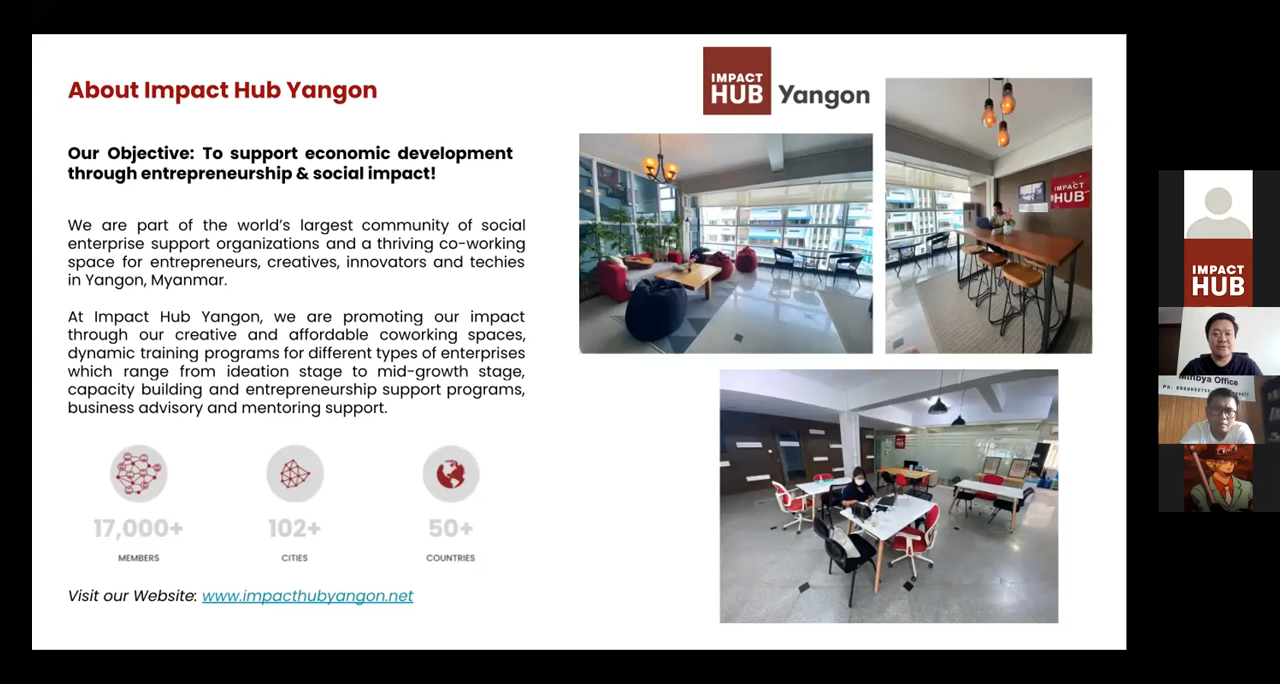 About Impact Hub Yangon
Our Objective: To support economic development
through entrepreneurship & social impact!
We are part of the world's largest community of social
enterprise support organizations and a thriving co-working
space for entrepreneurs, creatives, innovators and techies
in Yangon, Myanmar.
At Impact Hub Yangon, we are promoting our impact
through our creative and affordable coworking spaces,
dynamic training programs for different types of enterprises
which range from ideation stage to mid-growth stage,
capacity building and entrepreneurship support programs,
business advisory and mentoring support.
17,000+
MEMBERS
102+
CITIES
50+
COUNTRIES
Visit our Website: www.impacthubyangon.net
IMPACT
HUB Yangon
IMPACT
HUB
IMPACT
HUB
Minbya Office